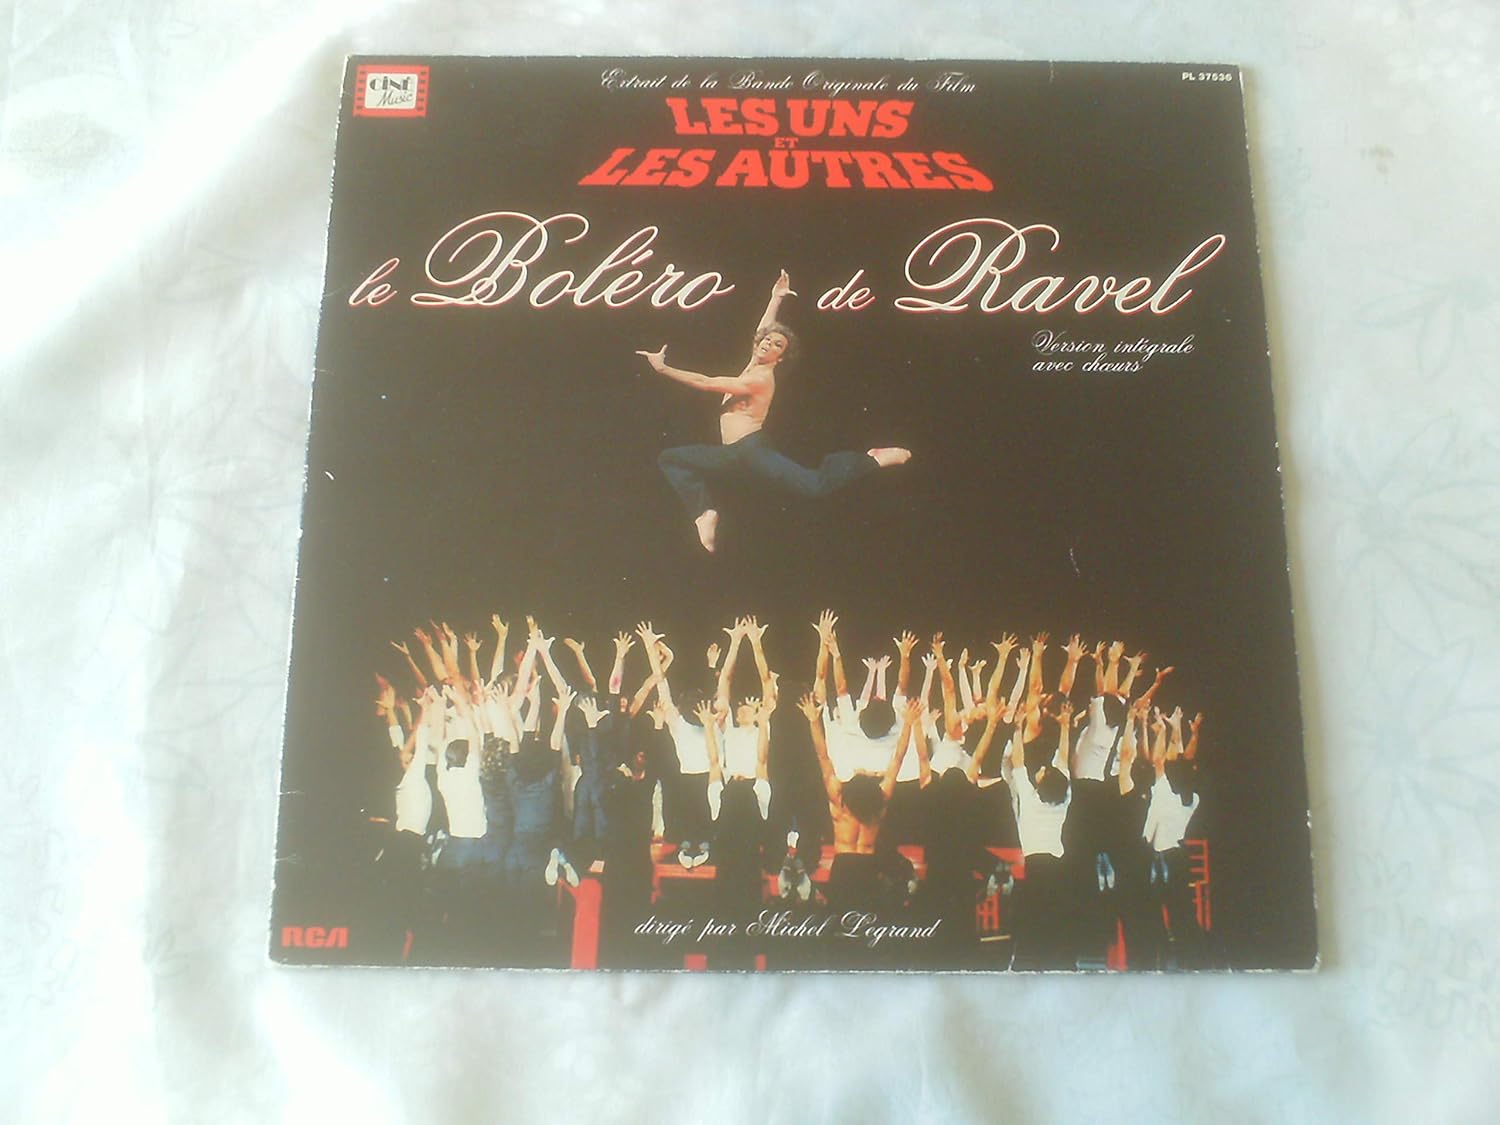 CINÉ
Music
Extrait de la Bande Originale du Film
PL 37536
LES UNS
ET
LES AUTRES
le Boléro de Ravel
Version intégrale
avec chœurs
RCA
dirigé par Michel Legrand